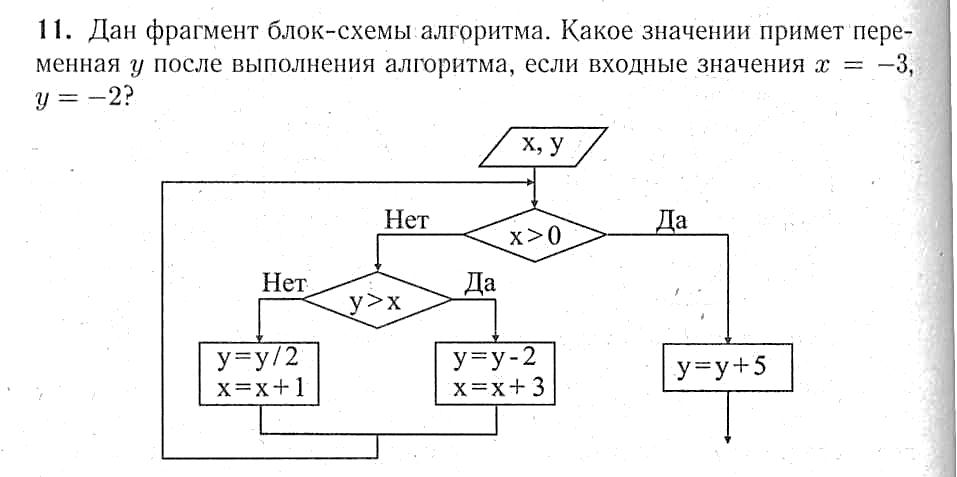 11. Дан фрагмент блок-схемы алгоритма. Какое значении примет пере-
менная y после выполнения алгоритма, если входные значения x = −3,
y = −2?
x, y
Нет
Да
x>0
Нет
Да
y>x
y=y/2
x=x+1
y=y-2
x=x+3
y=y+5